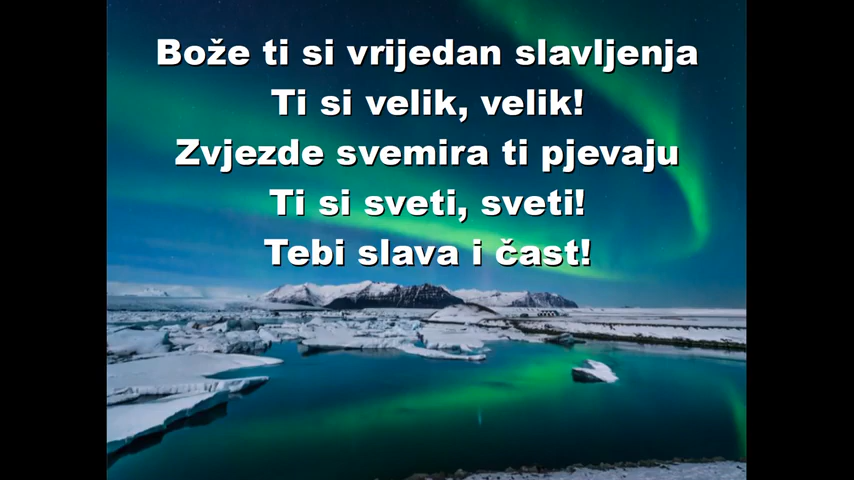 Bože ti si vrijedan slavljenja
Ti si velik, velik!
Zvjezde svemira ti pjevaju
Ti si sveti, sveti!
Tebi slava i čast!